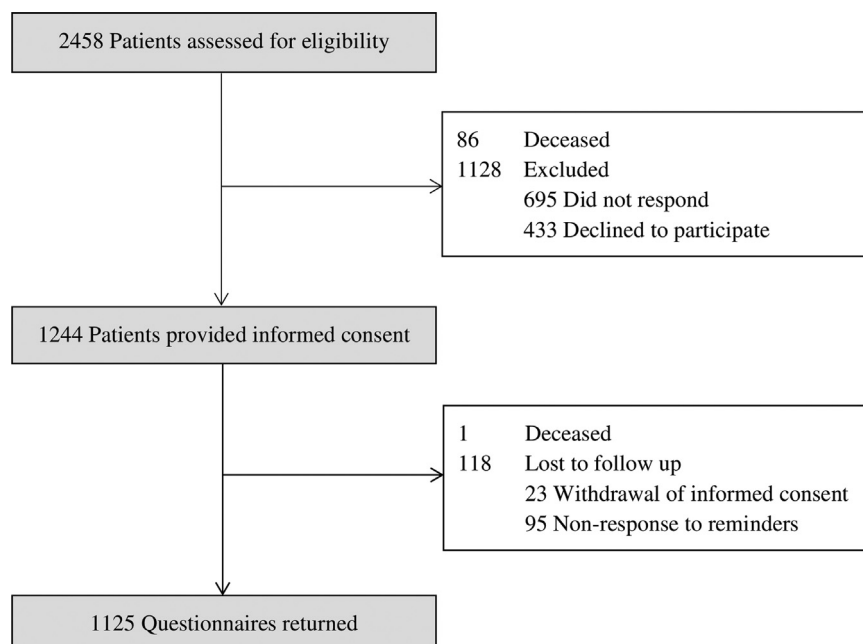 2458 Patients assessed for eligibility
86 Deceased
1128 Excluded
695 Did not respond
433 Declined to participate
1244 Patients provided informed consent
1 Deceased
118 Lost to follow up
23 Withdrawal of informed consent
95 Non-response to reminders
1125 Questionnaires returned